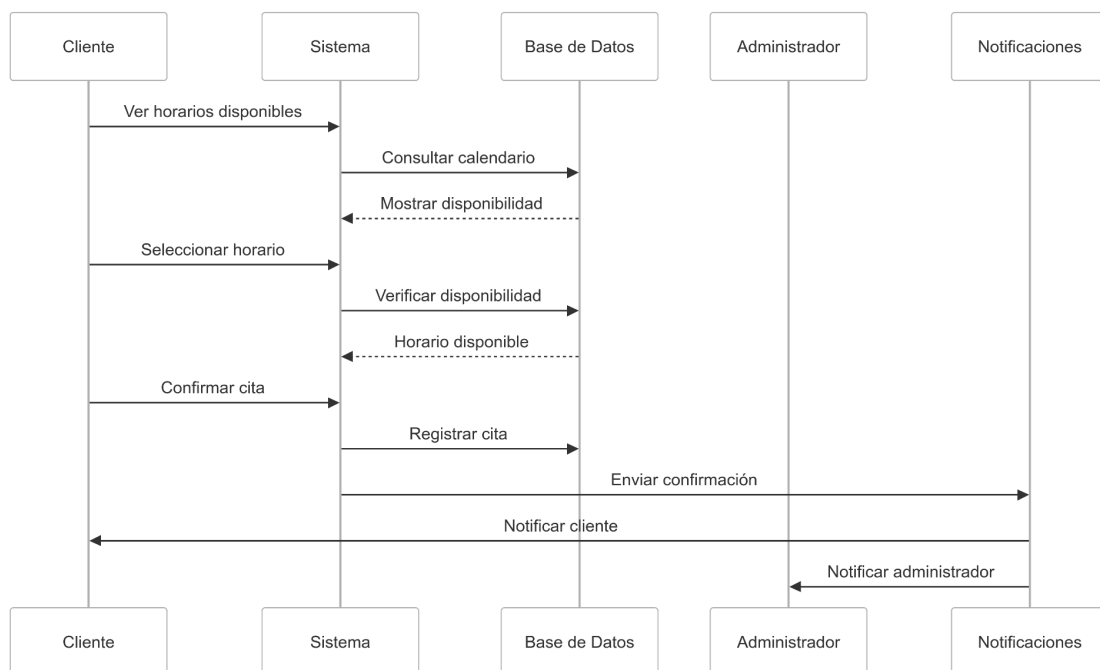 Cliente
Sistema
Base de Datos
Administrador
Notificaciones
Ver horarios disponibles
Consultar calendario
Mostrar disponibilidad
Seleccionar horario
Verificar disponibilidad
Horario disponible
Confirmar cita
Registrar cita
Enviar confirmación
Notificar cliente
Notificar administrador
Cliente
Sistema
Base de Datos
Administrador
Notificaciones